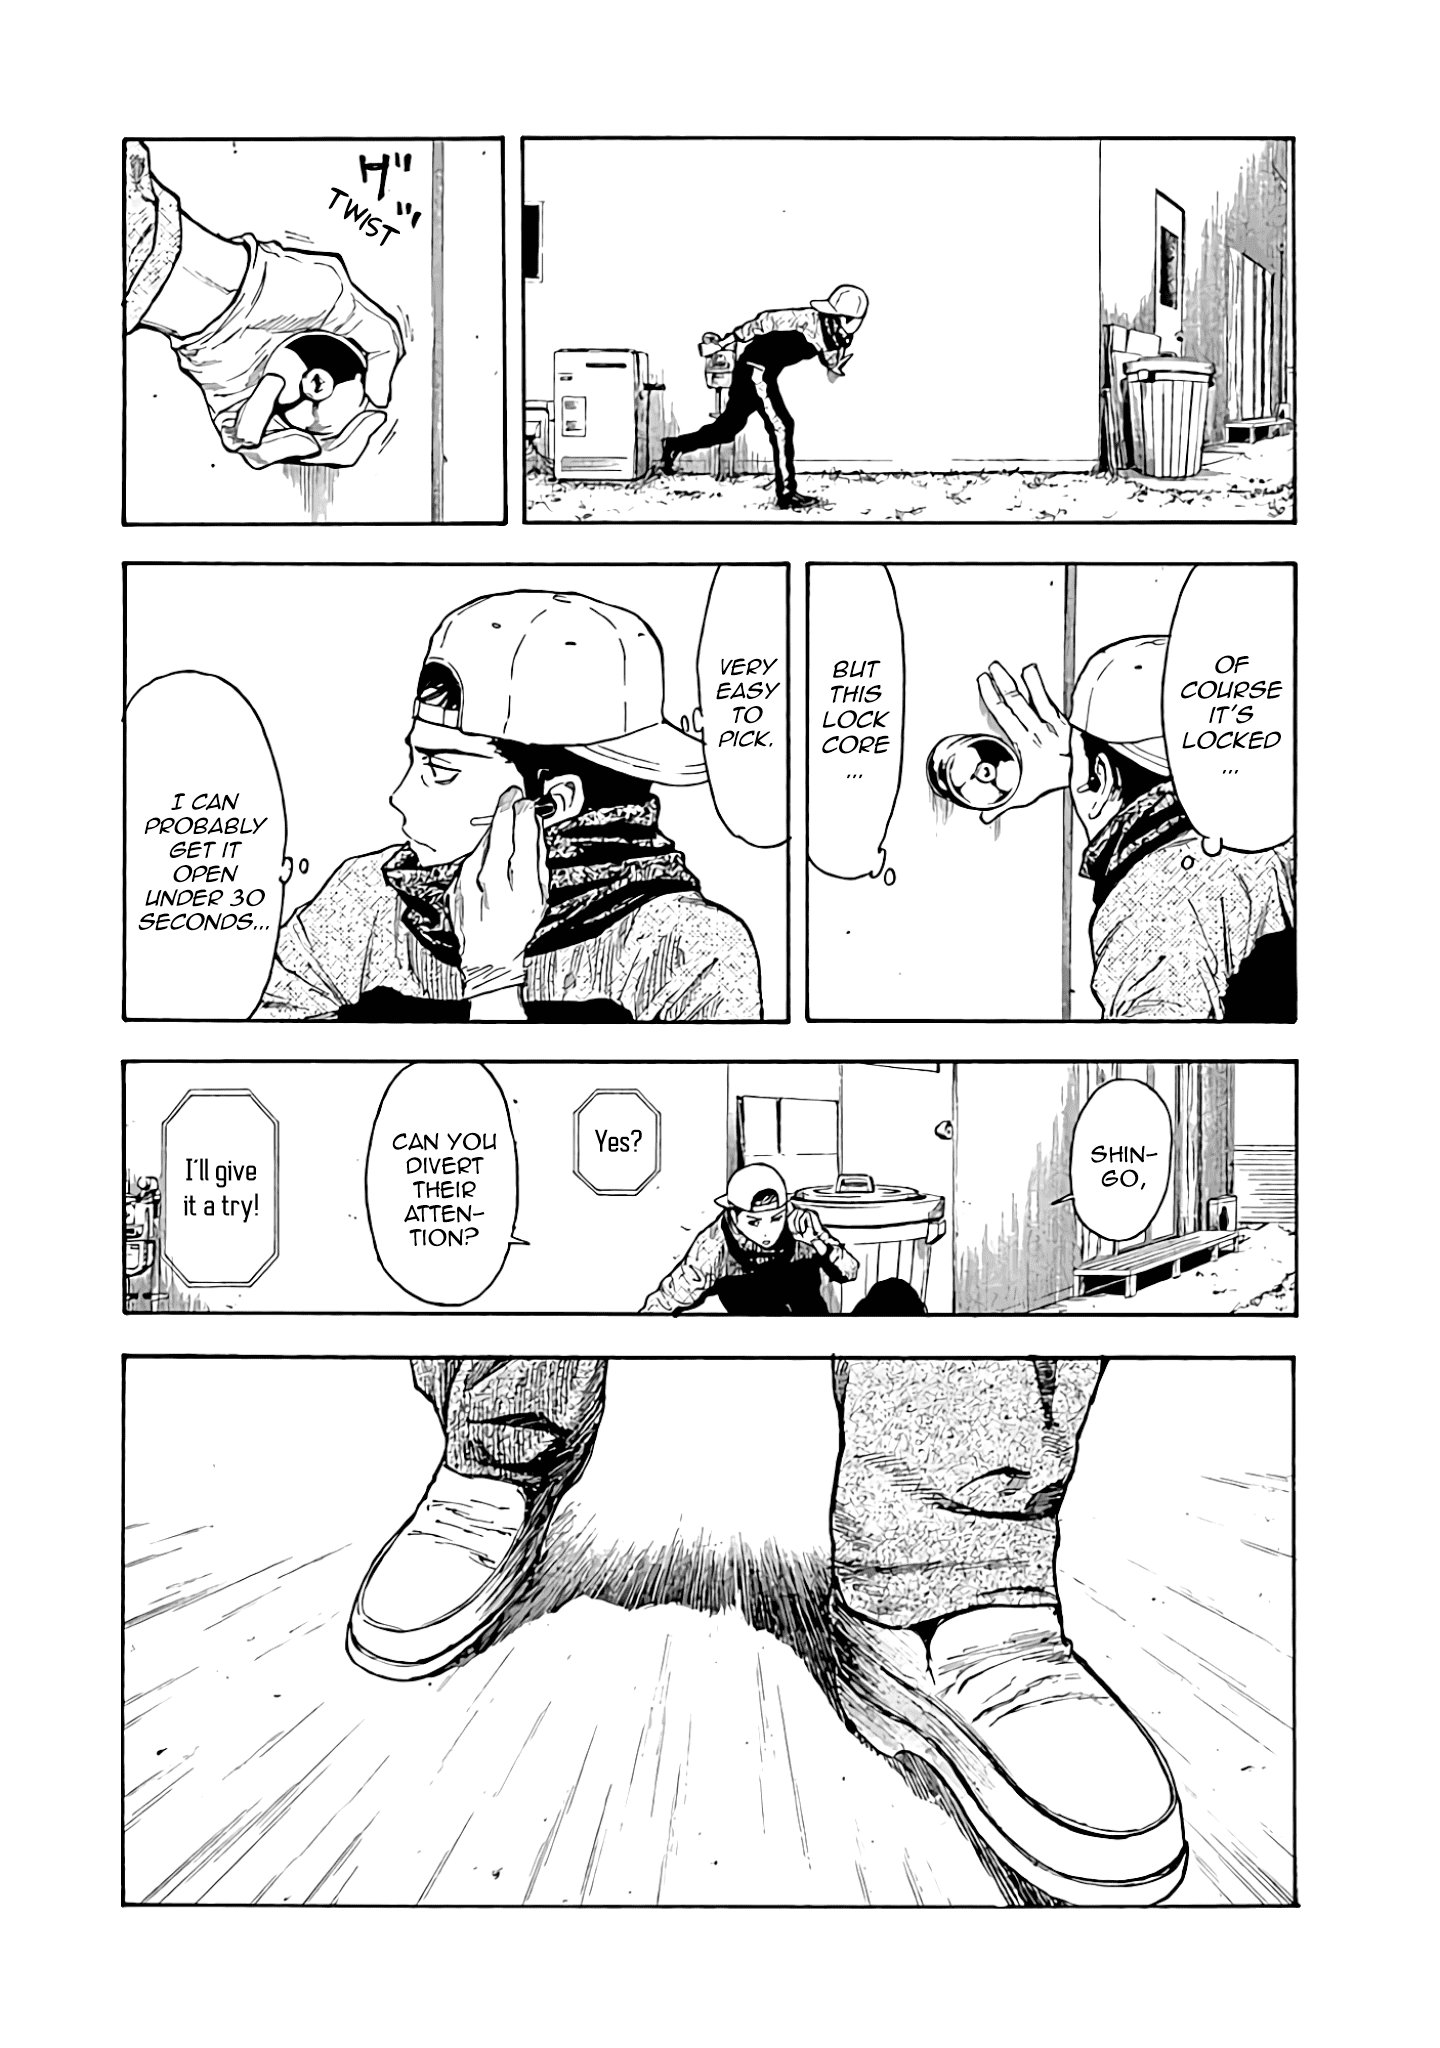 ガッ
TWIST
OF
COURSE
IT'S
LOCKED
...
BUT
THIS
LOCK
CORE
...
VERY
EASY
TO
PICK.
I CAN
PROBABLY
GET IT
OPEN
UNDER 30
SECONDS...
SHIN-
GO,
Yes?
CAN YOU
DIVERT
THEIR
ATTEN-
TION?
I'll give
it a try!